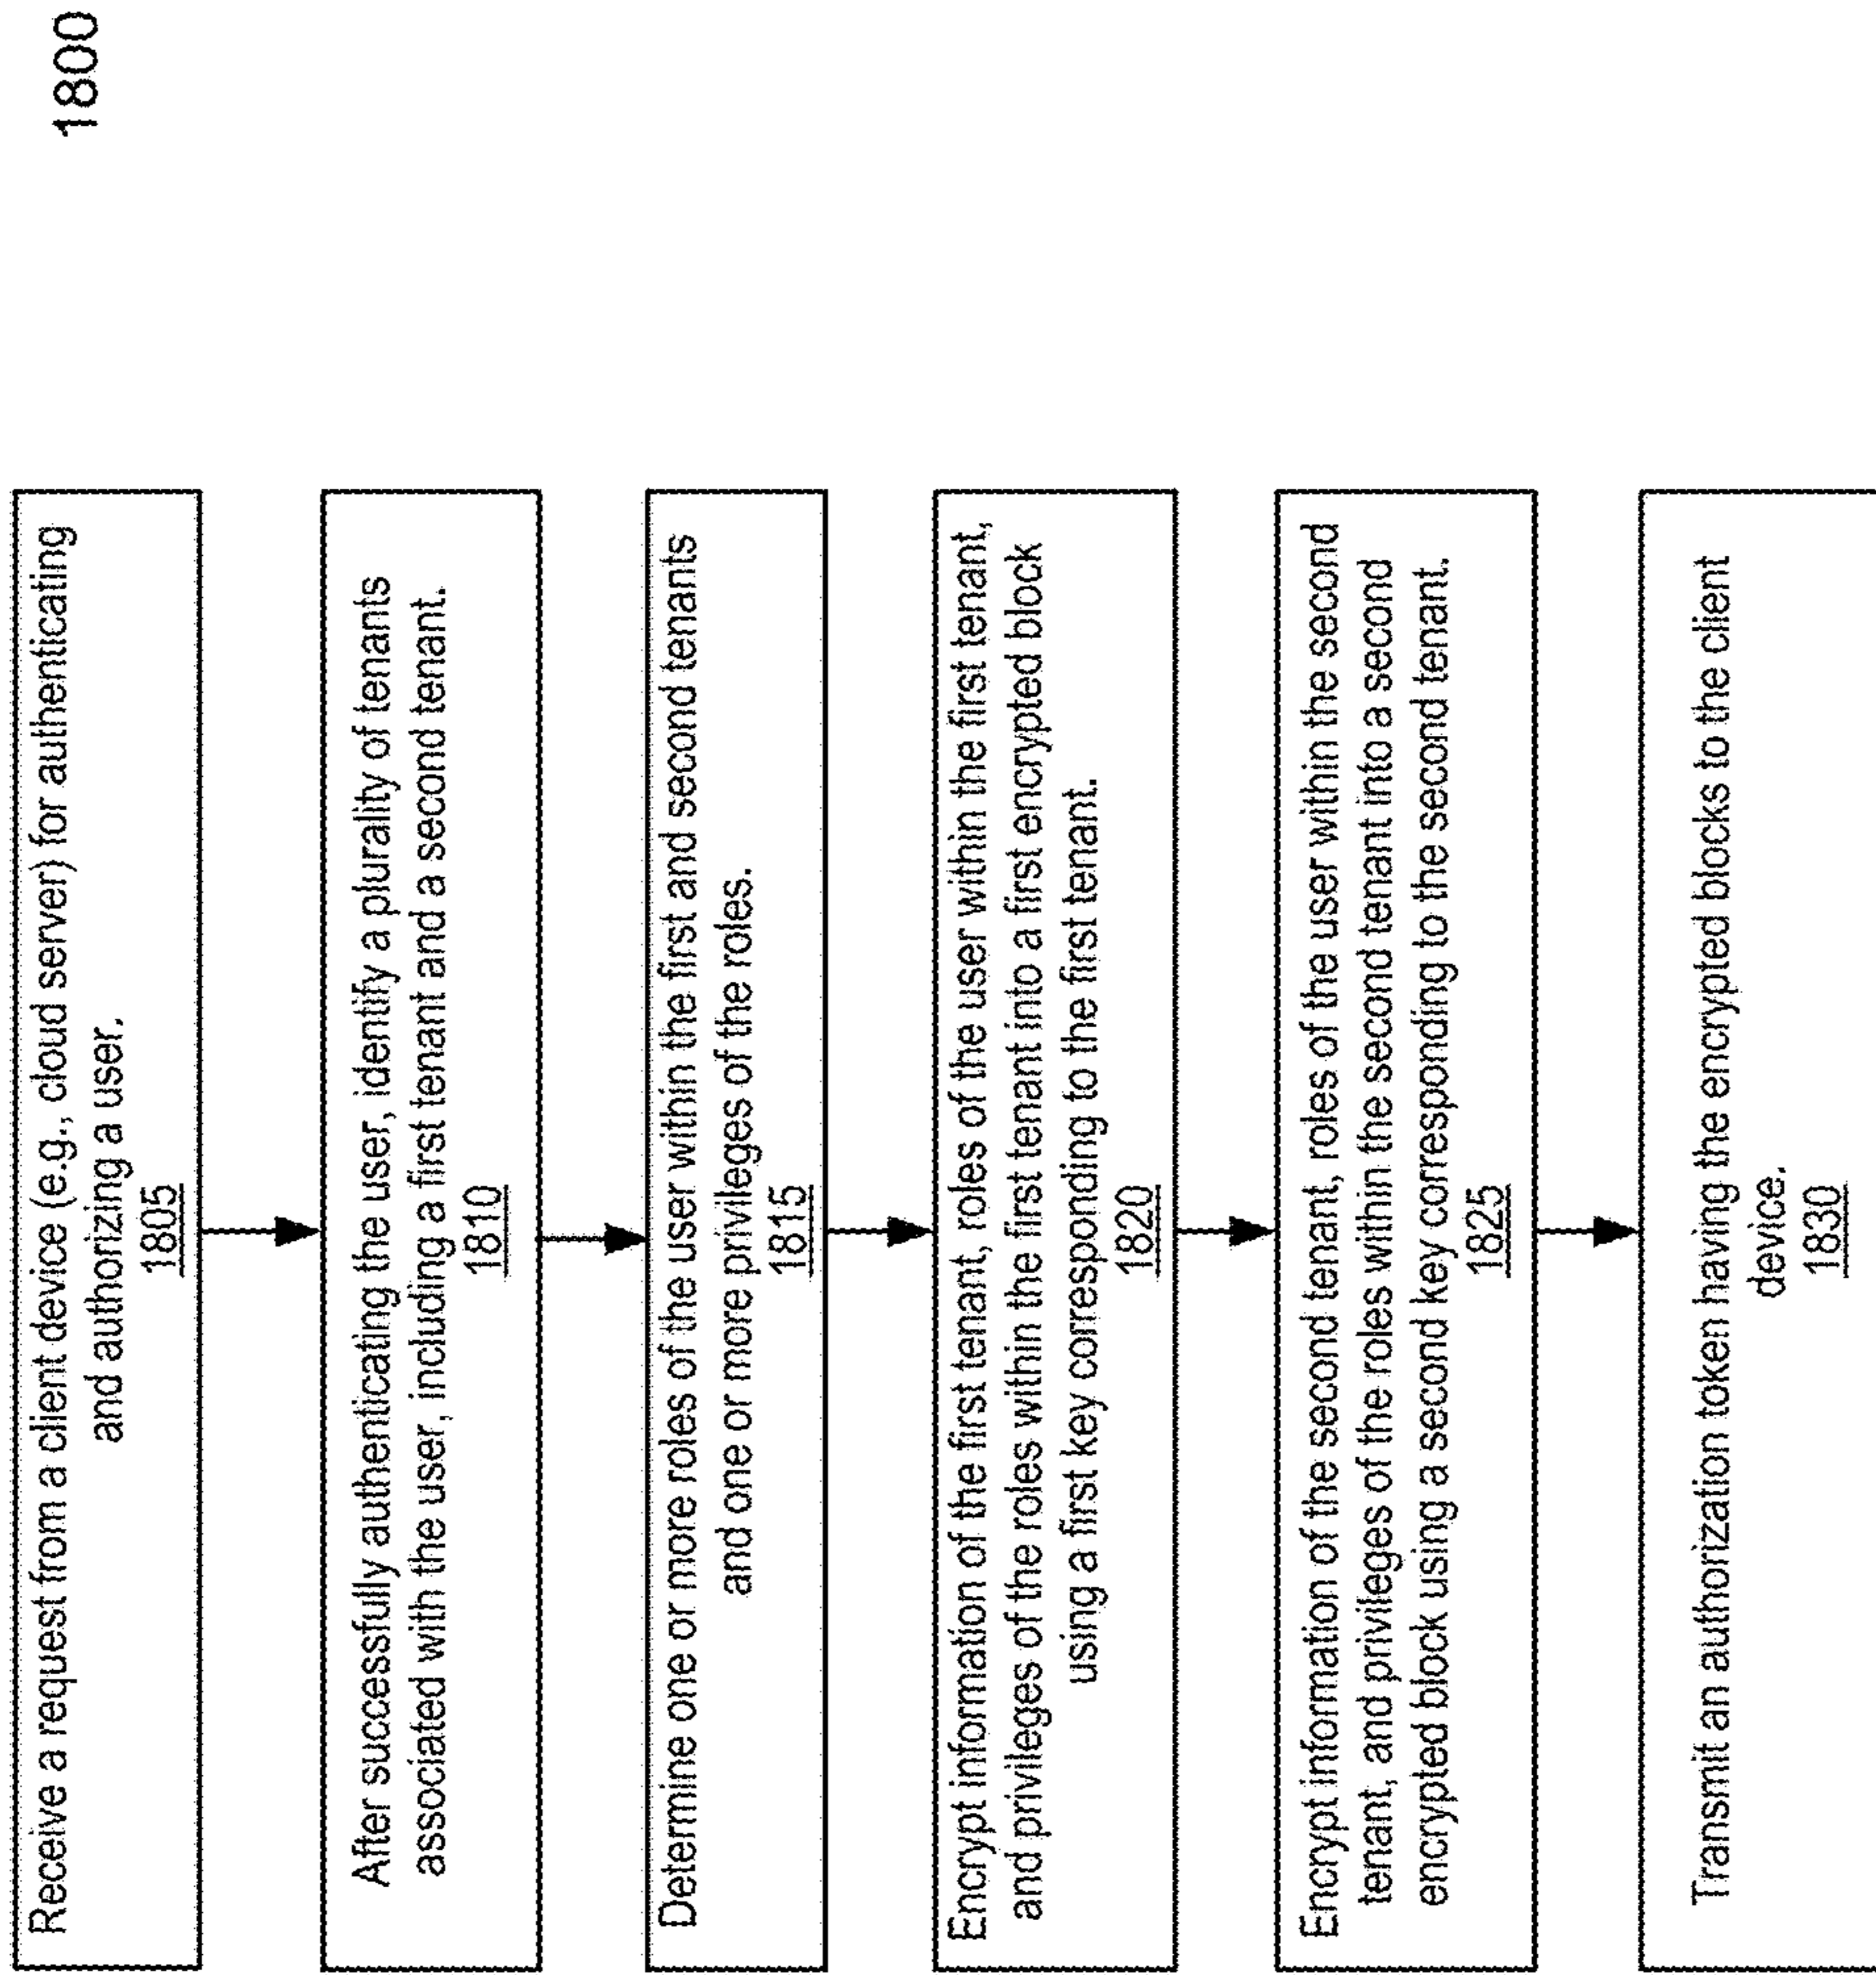 1800
Receive a request from a client device (e.g., cloud server) for authenticating
and authorizing a user.
1805
After successfully authenticating the user, identify a plurality of tenants
associated with the user, including a first tenant and a second tenant.
1810
Determine one or more roles of the user within the first and second tenants
and one or more privileges of the roles.
1815
Encrypt information of the first tenant, roles of the user within the first tenant,
and privileges of the roles within the first tenant into a first encrypted block
using a first key corresponding to the first tenant.
1820
Encrypt information of the second tenant, roles of the user within the second
tenant, and privileges of the roles within the second tenant into a second
encrypted block using a second key corresponding to the second tenant.
1825
Transmit an authorization token having the encrypted blocks to the client
device.
1830